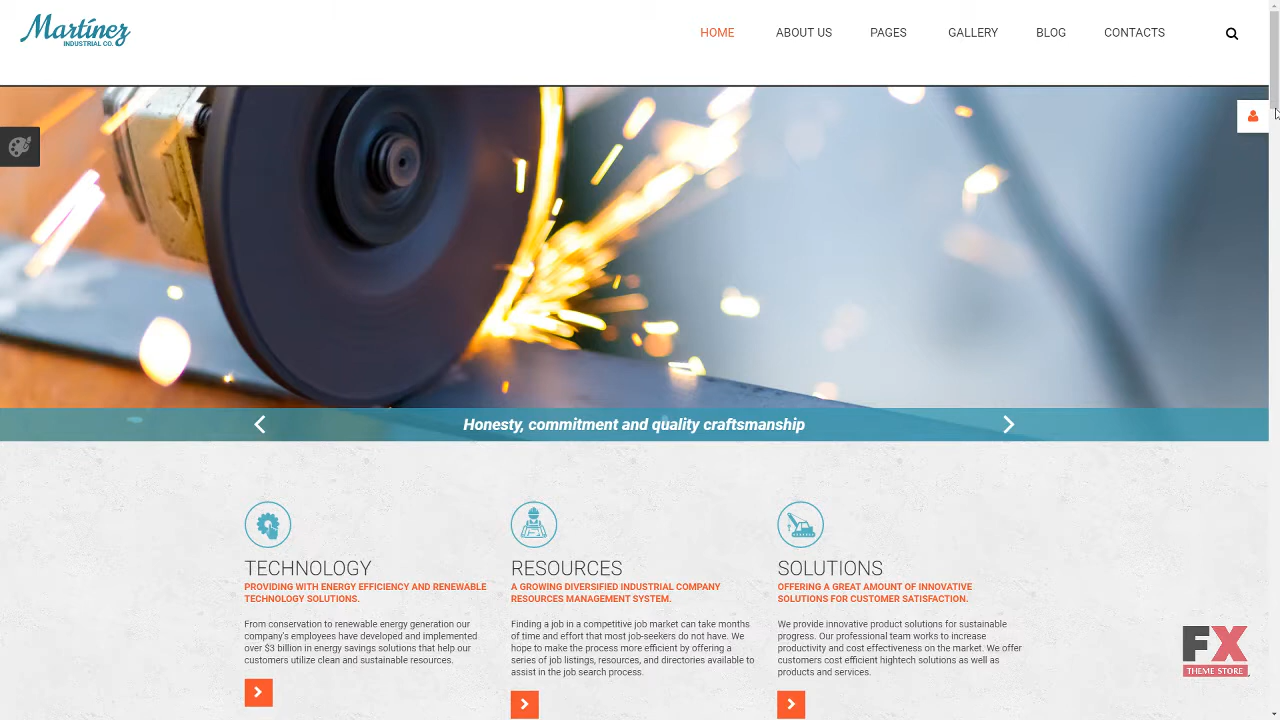 Martínez
INDUSTRIAL CO.
HOME ABOUT US PAGES GALLERY BLOG CONTACTS
Honesty, commitment and quality craftsmanship
TECHNOLOGY
PROVIDING WITH ENERGY EFFICIENCY AND RENEWABLE
TECHNOLOGY SOLUTIONS.
From conservation to renewable energy generation our
company's employees have developed and implemented
over $3 billion in energy savings solutions that help our
customers utilize clean and sustainable resources.
RESOURCES
A GROWING DIVERSIFIED INDUSTRIAL COMPANY
RESOURCES MANAGEMENT SYSTEM.
Finding a job in a competitive job market can take months
of time and effort that most job-seekers do not have. We
hope to make the process more efficient by offering a
series of job listings, resources, and directories available to
assist in the job search process.
SOLUTIONS
OFFERING A GREAT AMOUNT OF INNOVATIVE
SOLUTIONS FOR CUSTOMER SATISFACTION.
We provide innovative product solutions for sustainable
progress. Our professional team works to increase
productivity and cost effectiveness on the market. We offer
customers cost efficient hightech solutions as well as
products and services.
FX
THEME STORE